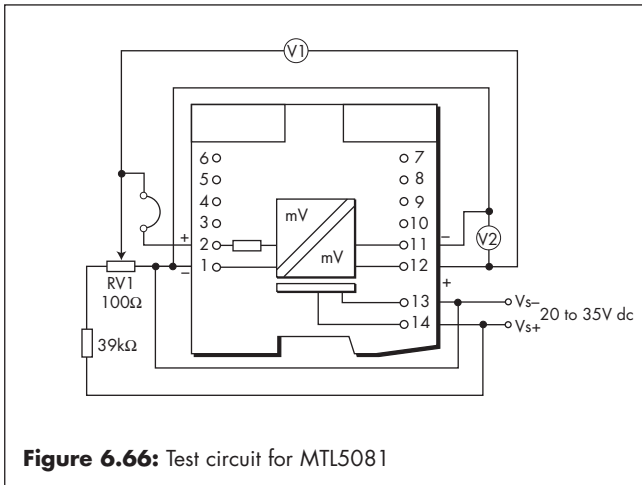 V1
6 7
5 8
4 9
3 10
+ mV –
2 11 V2
1 mV 12
– +
RV1 13 Vs– 20 to 35V dc
100Ω 14 Vs+
39kΩ
Figure 6.66: Test circuit for MTL5081